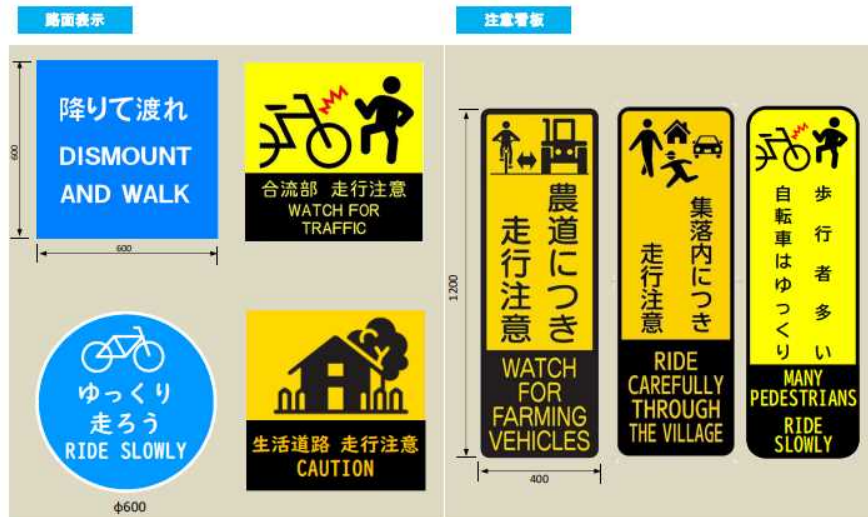 路面表示
注意看板
600
降りて渡れ
DISMOUNT
AND WALK
600
合流部 走行注意
WATCH FOR
TRAFFIC
ゆっくり
走ろう
RIDE SLOWLY
φ600
生活道路 走行注意
CAUTION
1200
農道につき
走行注意
WATCH
FOR
FARMING
VEHICLES
400
集落内につき
走行注意
RIDE
CAREFULLY
THROUGH
THE VILLAGE
歩行者多い
自転車はゆっくり
MANY
PEDESTRIANS
RIDE
SLOWLY